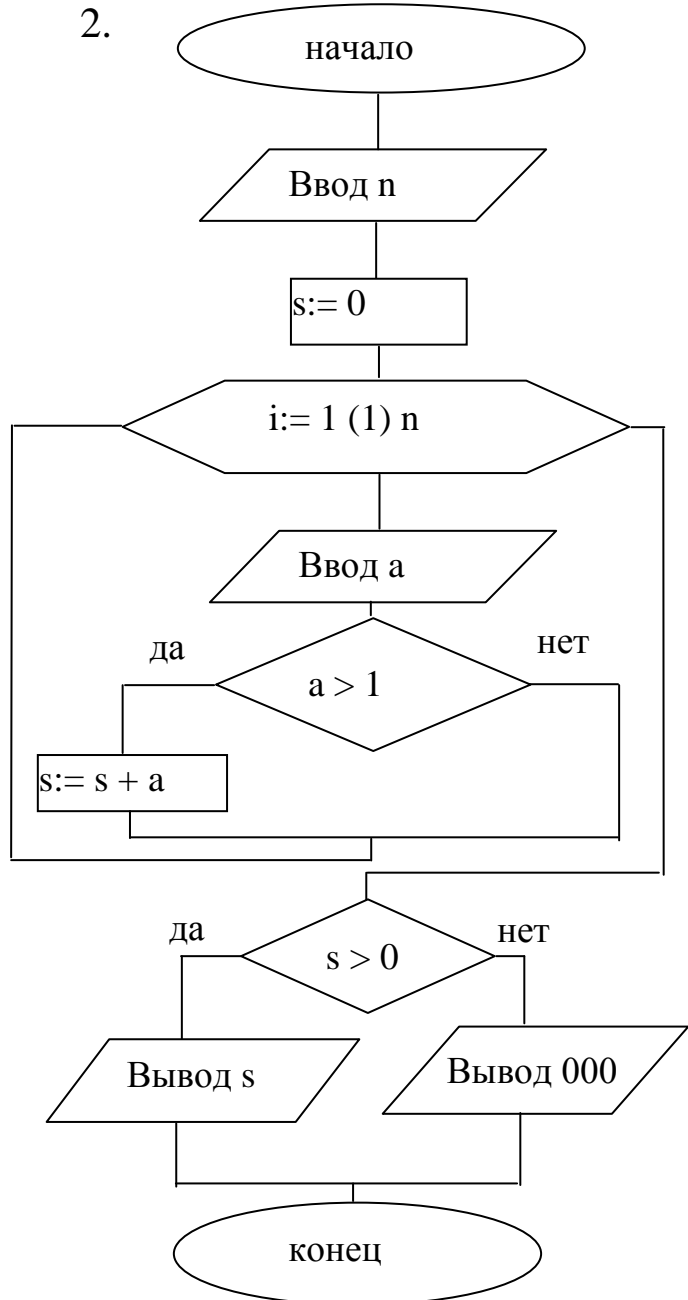 2.
начало
Ввод n
s:= 0
i:= 1 (1) n
Ввод a
да
нет
a > 1
s:= s + a
да
нет
s > 0
Вывод s
Вывод 000
конец